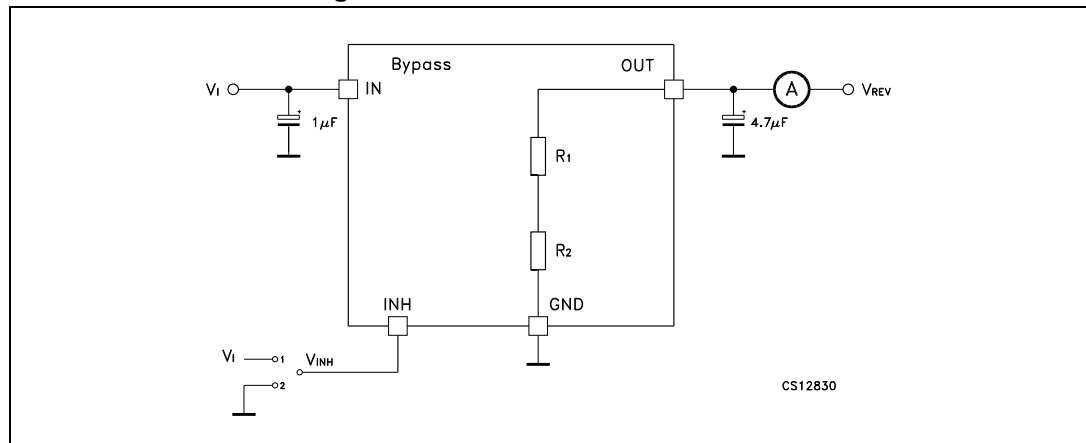 Bypass
OUT
VI
IN
A
VREV
1µF
4.7µF
R1
R2
INH
GND
VI
1
VINH
2
CS12830